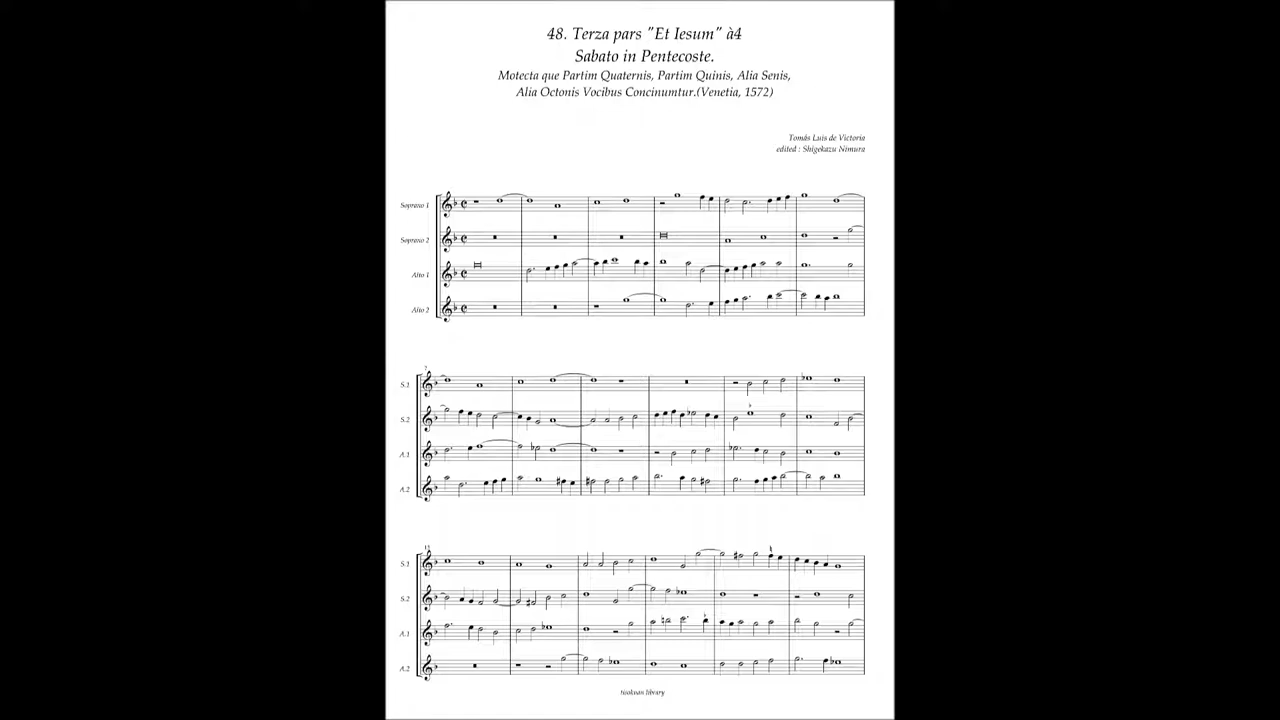 48. Terza pars "Et Iesum" à4
Sabato in Pentecoste.
Motecta que Partim Quaternis, Partim Quinis, Alia Senis,
Alia Octonis Vocibus Concinumtur.(Venetia, 1572)
Tomás Luis de Victoria
edited : Shigekazu Nimura
Soprano 1
Soprano 2
Alto 1
Alto 2
7
S.1
S.2
A.1
A.2
13
S.1
S.2
A.1
A.2
library